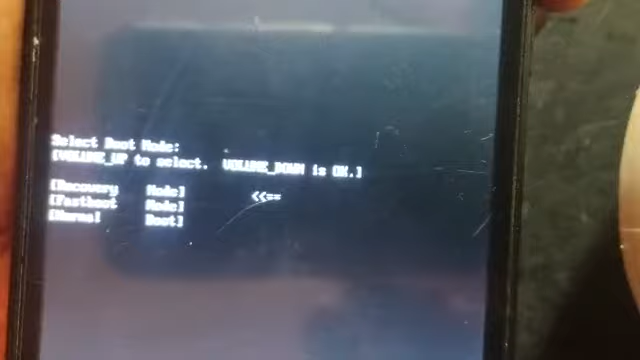 Select Boot Mode:
[VOLUME_UP to select. VOLUME_DOWN is OK.]
[Recovery Mode]
[Fastboot Mode] <<==
[Normal Boot]